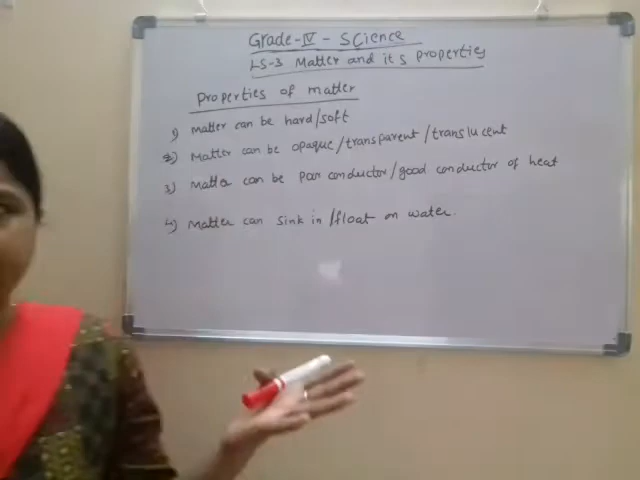 Grade-IV - Science
LS-3 Matter and its properties
Properties of matter
1) Matter can be hard/soft
2) Matter can be opaque/transparent/translucent
3) Matter can be poor conductor/good conductor of heat
4) Matter can sink in /float on water.